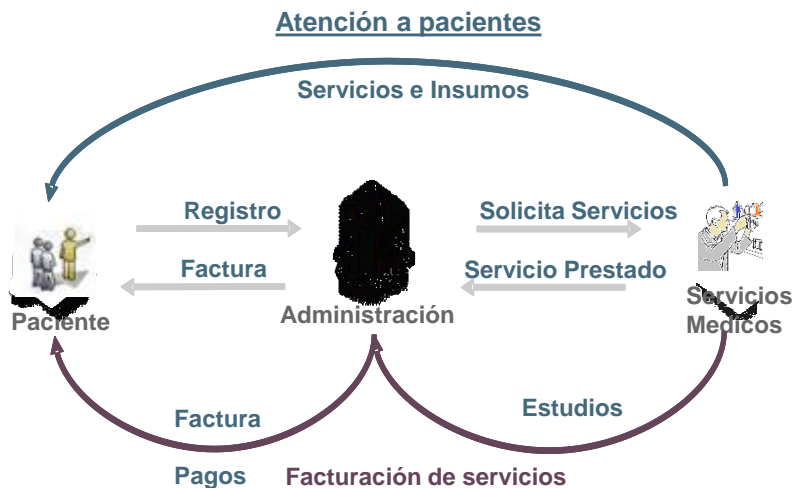 Atención a pacientes
Servicios e Insumos
Registro
Solicita Servicios
Factura
Servicio Prestado
Paciente
Administración
Servicios
Medicos
Factura
Estudios
Pagos
Facturación de servicios